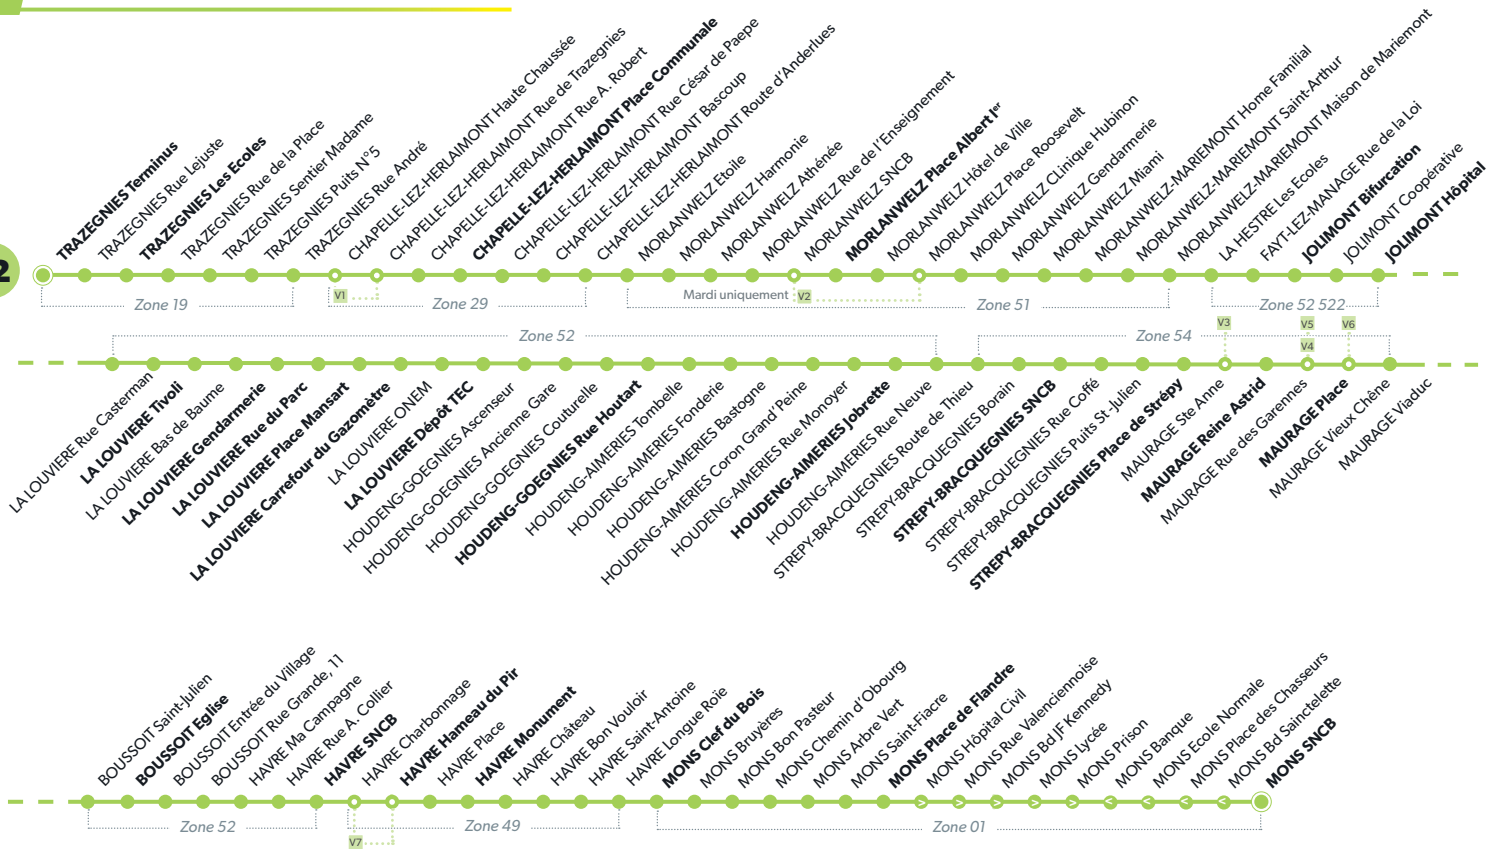 2
TRAZEGNIES Terminus
TRAZEGNIES Rue Lejuste
TRAZEGNIES Les Ecoles
TRAZEGNIES Rue de la Place
TRAZEGNIES Sentier Madame
TRAZEGNIES Puits N°5
TRAZEGNIES Rue André
CHAPELLE-LEZ-HERLAIMONT Haute Chaussée
CHAPELLE-LEZ-HERLAIMONT Rue de Trazegnies
CHAPELLE-LEZ-HERLAIMONT Rue A. Robert
CHAPELLE-LEZ-HERLAIMONT Place Communale
CHAPELLE-LEZ-HERLAIMONT Rue César de Paepe
CHAPELLE-LEZ-HERLAIMONT Bascoup
CHAPELLE-LEZ-HERLAIMONT Route d'Anderlues
MORLANWELZ Etoile
MORLANWELZ Harmonie
MORLANWELZ Athénée
MORLANWELZ Rue de l'Enseignement
MORLANWELZ SNCB
MORLANWELZ Place Albert Ier
MORLANWELZ Hôtel de Ville
MORLANWELZ Place Roosevelt
MORLANWELZ CLinique Hubinon
MORLANWELZ Gendarmerie
MORLANWELZ Miami
MORLANWELZ-MARIEMONT Home Familial
MORLANWELZ-MARIEMONT Saint-Arthur
MORLANWELZ-MARIEMONT Maison de Mariemont
LA HESTRE Les Ecoles
FAYT-LEZ-MANAGE Rue de la Loi
JOLIMONT Bifurcation
JOLIMONT Coopérative
JOLIMONT Hôpital
Zone 19
V1
Zone 29
Mardi uniquement
V2
Zone 51
Zone 52 522
Zone 52
Zone 54
V3
V5
V4
V6
LA LOUVIERE Rue Casterman
LA LOUVIERE Tivoli
LA LOUVIERE Bas de Baume
LA LOUVIERE Gendarmerie
LA LOUVIERE Rue du Parc
LA LOUVIERE Place Mansart
LA LOUVIERE Carrefour du Gazomètre
LA LOUVIERE ONEM
LA LOUVIERE Dépôt TEC
HOUDENG-GOEGNIES Ascenseur
HOUDENG-GOEGNIES Ancienne Gare
HOUDENG-GOEGNIES Couturelle
HOUDENG-GOEGNIES Rue Houtart
HOUDENG-AIMERIES Tombelle
HOUDENG-AIMERIES Fonderie
HOUDENG-AIMERIES Bastogne
HOUDENG-AIMERIES Coron Grand'Peine
HOUDENG-AIMERIES Rue Monoyer
HOUDENG-AIMERIES Jobrette
HOUDENG-AIMERIES Rue Neuve
STREPY-BRACQUEGNIES Route de Thieu
STREPY-BRACQUEGNIES Borain
STREPY-BRACQUEGNIES SNCB
STREPY-BRACQUEGNIES Rue Coffé
STREPY-BRACQUEGNIES Puits St -Julien
STREPY-BRACQUEGNIES Place de Strépy
MAURAGE Ste Anne
MAURAGE Reine Astrid
MAURAGE Rue des Garennes
MAURAGE Place
MAURAGE Vieux Chêne
MAURAGE Viaduc
BOUSSOIT Saint-Julien
BOUSSOIT Eglise
BOUSSOIT Entrée du Village
BOUSSOIT Rue Grande, 11
HAVRE Ma Campagne
HAVRE Rue A. Collier
HAVRE SNCB
HAVRE Charbonnage
HAVRE Hameau du Pir
HAVRE Place
HAVRE Monument
HAVRE Château
HAVRE Bon Vouloir
HAVRE Saint-Antoine
HAVRE Longue Roie
MONS Clef du Bois
MONS Bruyères
MONS Bon Pasteur
MONS Chemin d'Obourg
MONS Arbre Vert
MONS Saint-Fiacre
MONS Place de Flandre
MONS Hôpital Civil
MONS Rue Valenciennoise
MONS Bd JF Kennedy
MONS Lycée
MONS Prison
MONS Banque
MONS Ecole Normale
MONS Place des Chasseurs
MONS Bd Sainctelette
MONS SNCB
Zone 52
V7
Zone 49
Zone 01